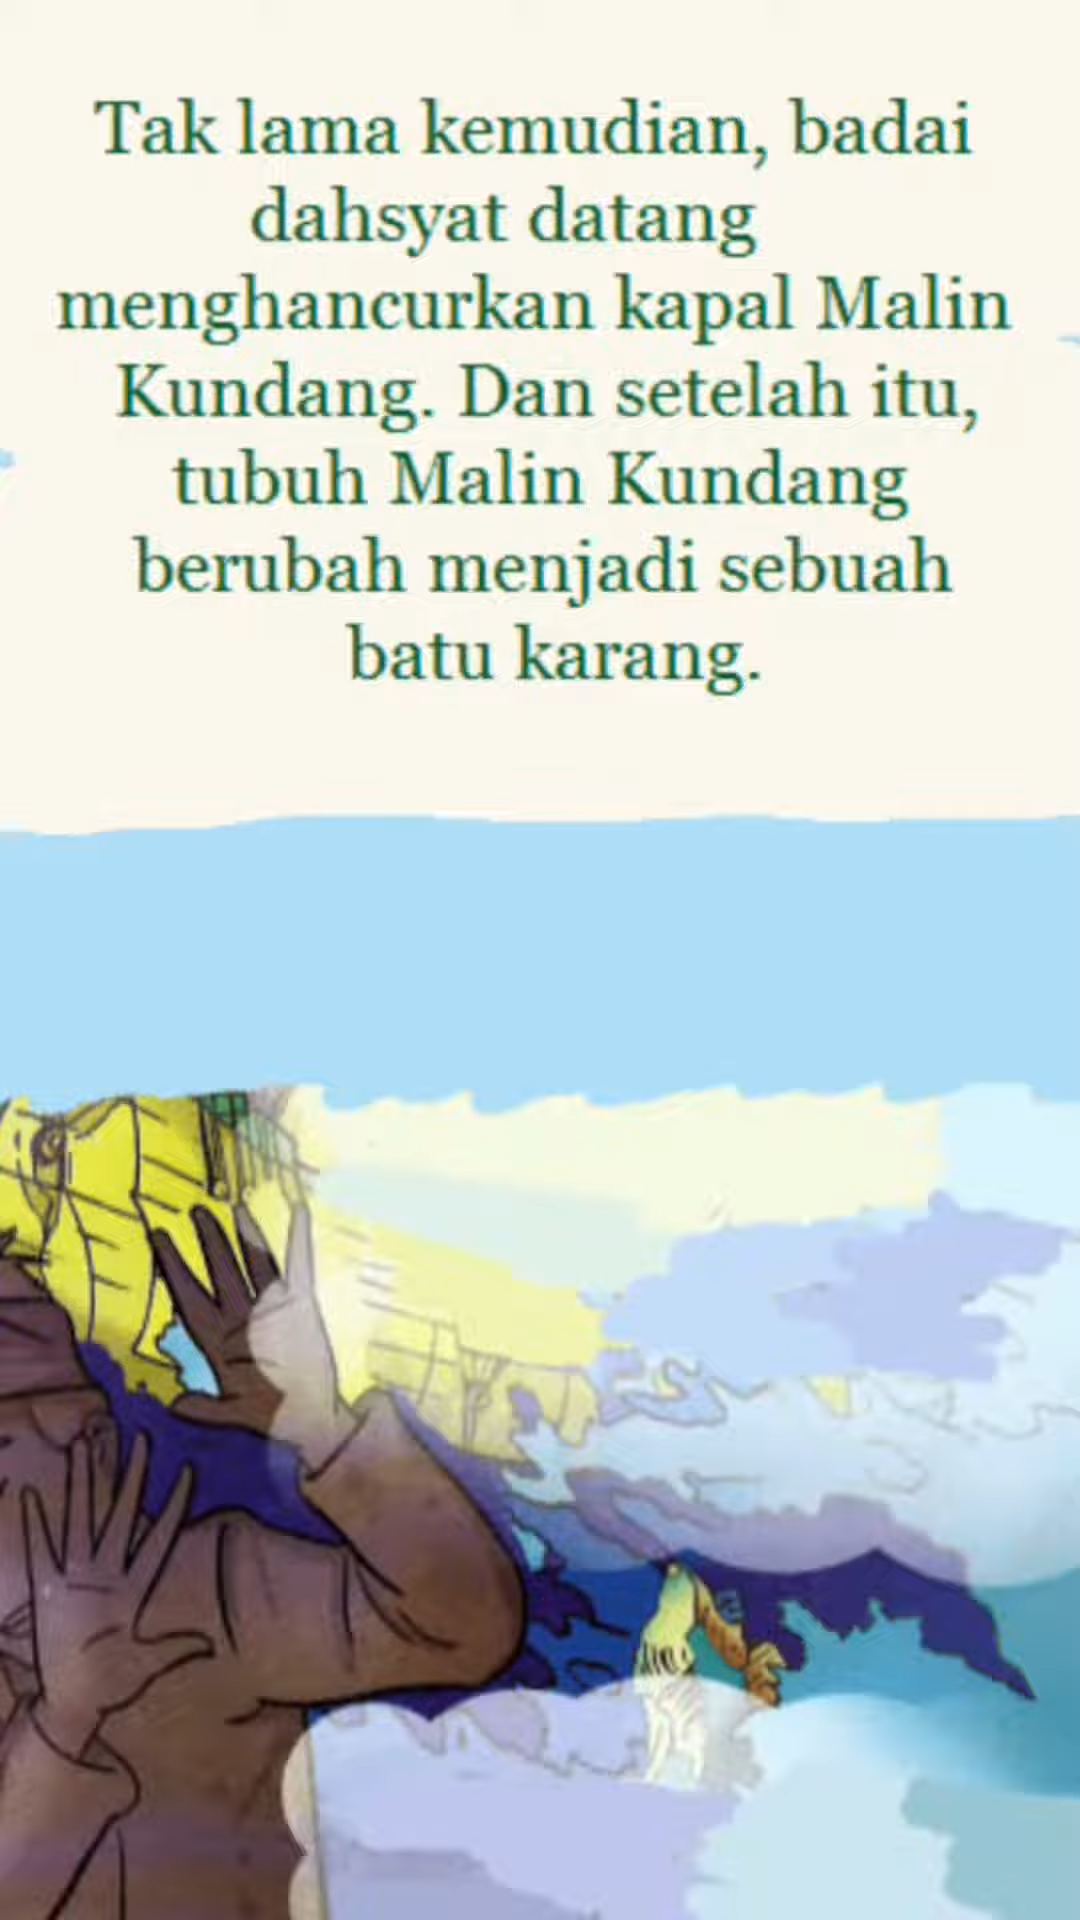 Tak lama kemudian, badai
dahsyat datang
menghancurkan kapal Malin
Kundang. Dan setelah itu,
tubuh Malin Kundang
berubah menjadi sebuah
batu karang.